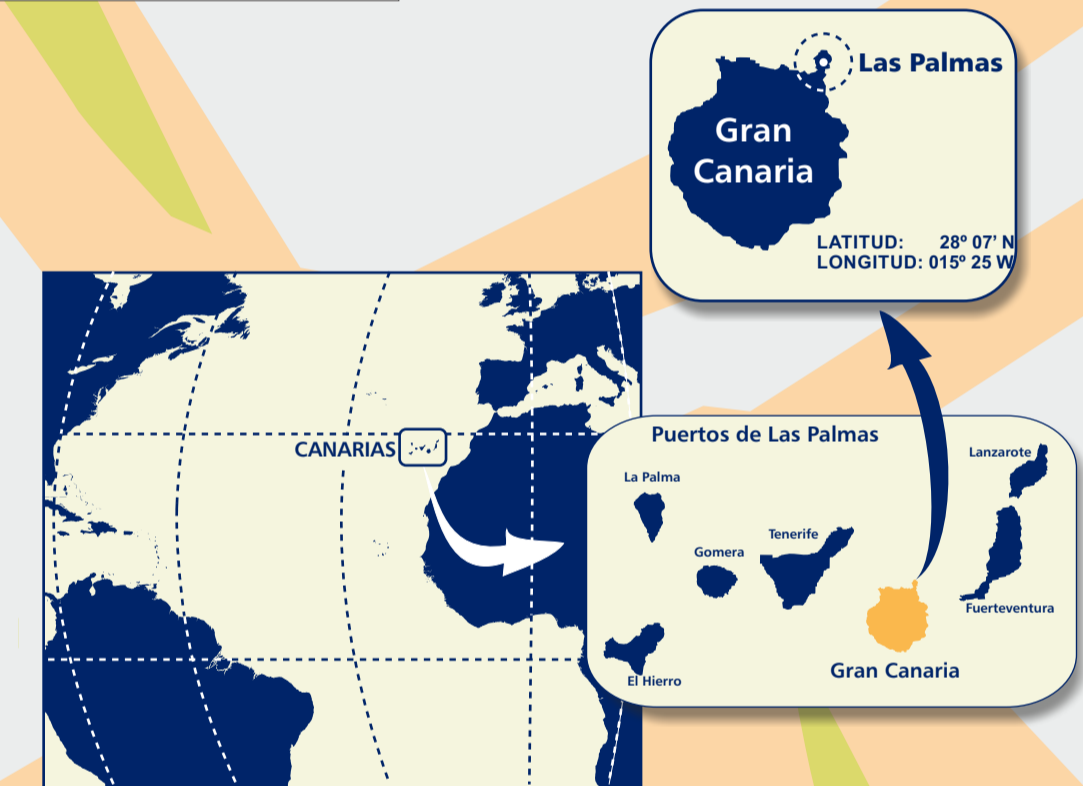 Las Palmas
Gran
Canaria
LATITUD: 28º 07' N
LONGITUD: 015º 25 W
CANARIAS
Puertos de Las Palmas
Lanzarote
La Palma
Tenerife
Gomera
Fuerteventura
Gran Canaria
El Hierro